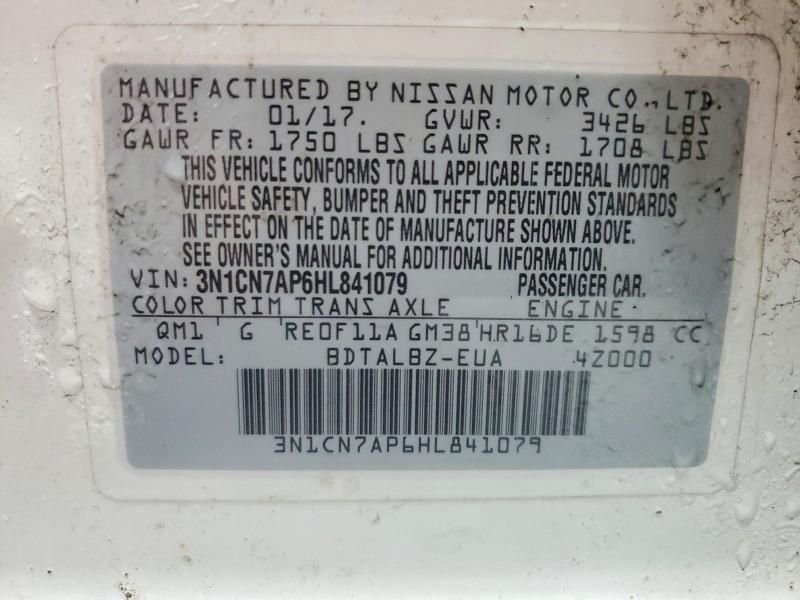 MANUFACTURED BY NISSAN MOTOR CO., LTD.
DATE: 01/17. GVWR: 3426 LBS
GAWR FR: 1750 LBS GAWR RR: 1708 LBS
THIS VEHICLE CONFORMS TO ALL APPLICABLE FEDERAL MOTOR
VEHICLE SAFETY, BUMPER AND THEFT PREVENTION STANDARDS
IN EFFECT ON THE DATE OF MANUFACTURE SHOWN ABOVE.
SEE OWNER'S MANUAL FOR ADDITIONAL INFORMATION.
VIN: 3N1CN7AP6HL841079 PASSENGER CAR.
COLOR TRIM TRANS AXLE ENGINE
QM1 G RE0F11A GM38 HR16DE 1598 CC
MODEL: BDTALBZ-EUA 4Z000
3N1CN7AP6HL841079